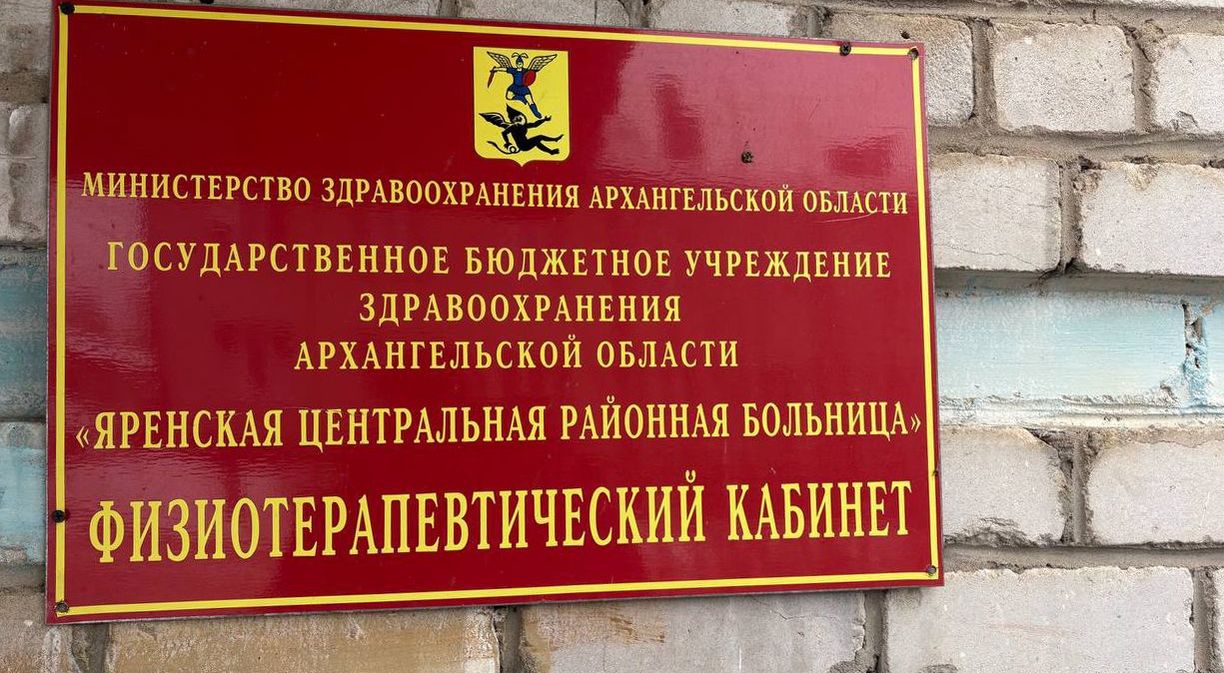 МИНИСТЕРСТВО ЗДРАВООХРАНЕНИЯ АРХАНГЕЛЬСКОЙ ОБЛАСТИ
ГОСУДАРСТВЕННОЕ БЮДЖЕТНОЕ УЧРЕЖДЕНИЕ
ЗДРАВООХРАНЕНИЯ
АРХАНГЕЛЬСКОЙ ОБЛАСТИ
«ЯРЕНСКАЯ ЦЕНТРАЛЬНАЯ РАЙОННАЯ БОЛЬНИЦА»
ФИЗИОТЕРАПЕВТИЧЕСКИЙ КАБИНЕТ